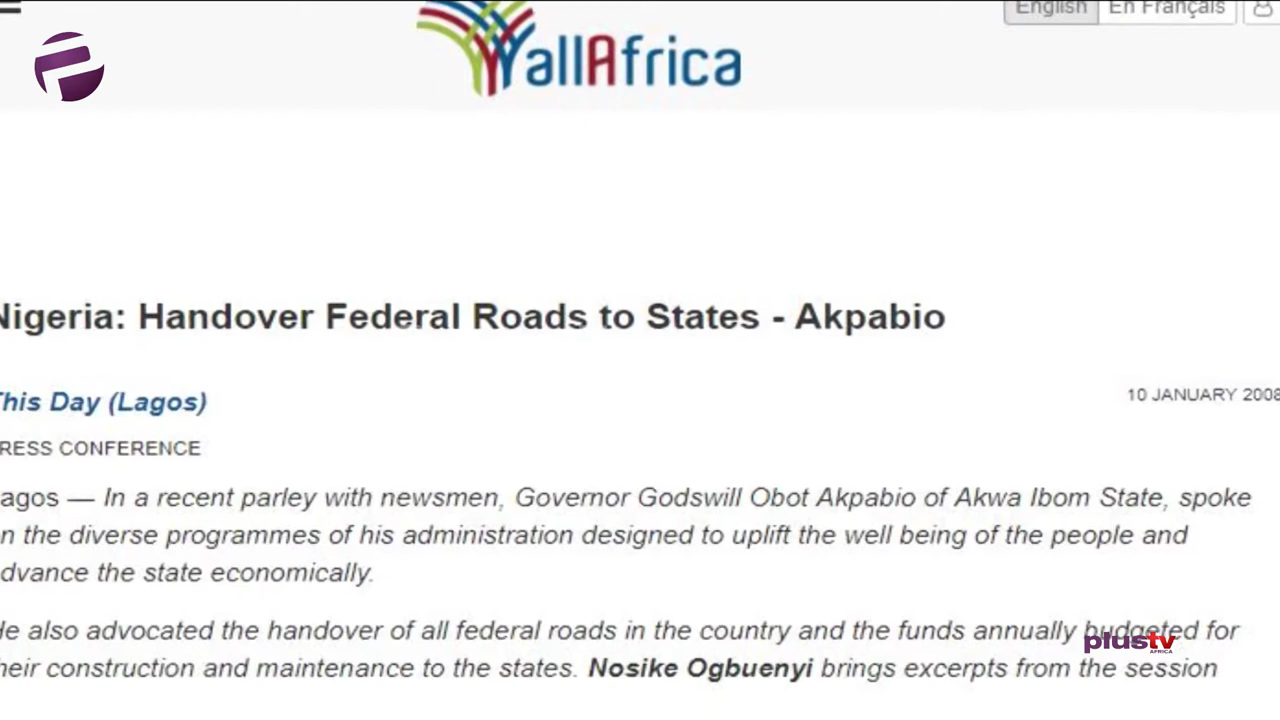 English En Français
allAfrica
Nigeria: Handover Federal Roads to States - Akpabio
This Day (Lagos)
10 JANUARY 2008
RESS CONFERENCE
agos — In a recent parley with newsmen, Governor Godswill Obot Akpabio of Akwa Ibom State, spoke
n the diverse programmes of his administration designed to uplift the well being of the people and
dvance the state economically.
He also advocated the handover of all federal roads in the country and the funds annually budgeted for
heir construction and maintenance to the states. Nosike Ogbuenyi brings excerpts from the session
plustv
AFRICA